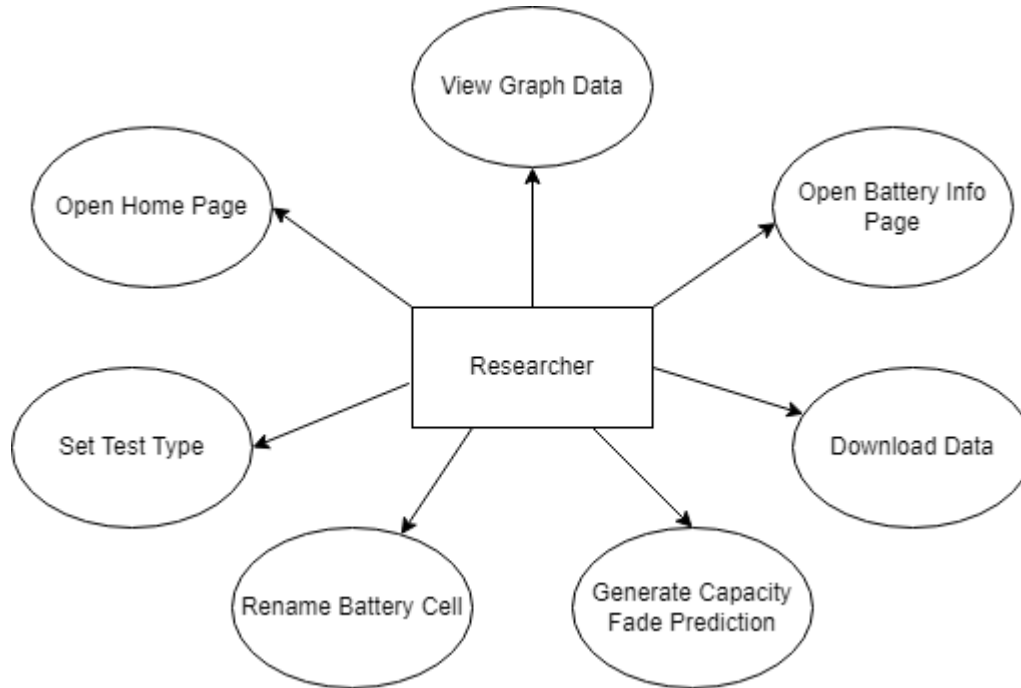 View Graph Data
Open Home Page
Open Battery Info
Page
Researcher
Set Test Type
Download Data
Rename Battery Cell
Generate Capacity
Fade Prediction